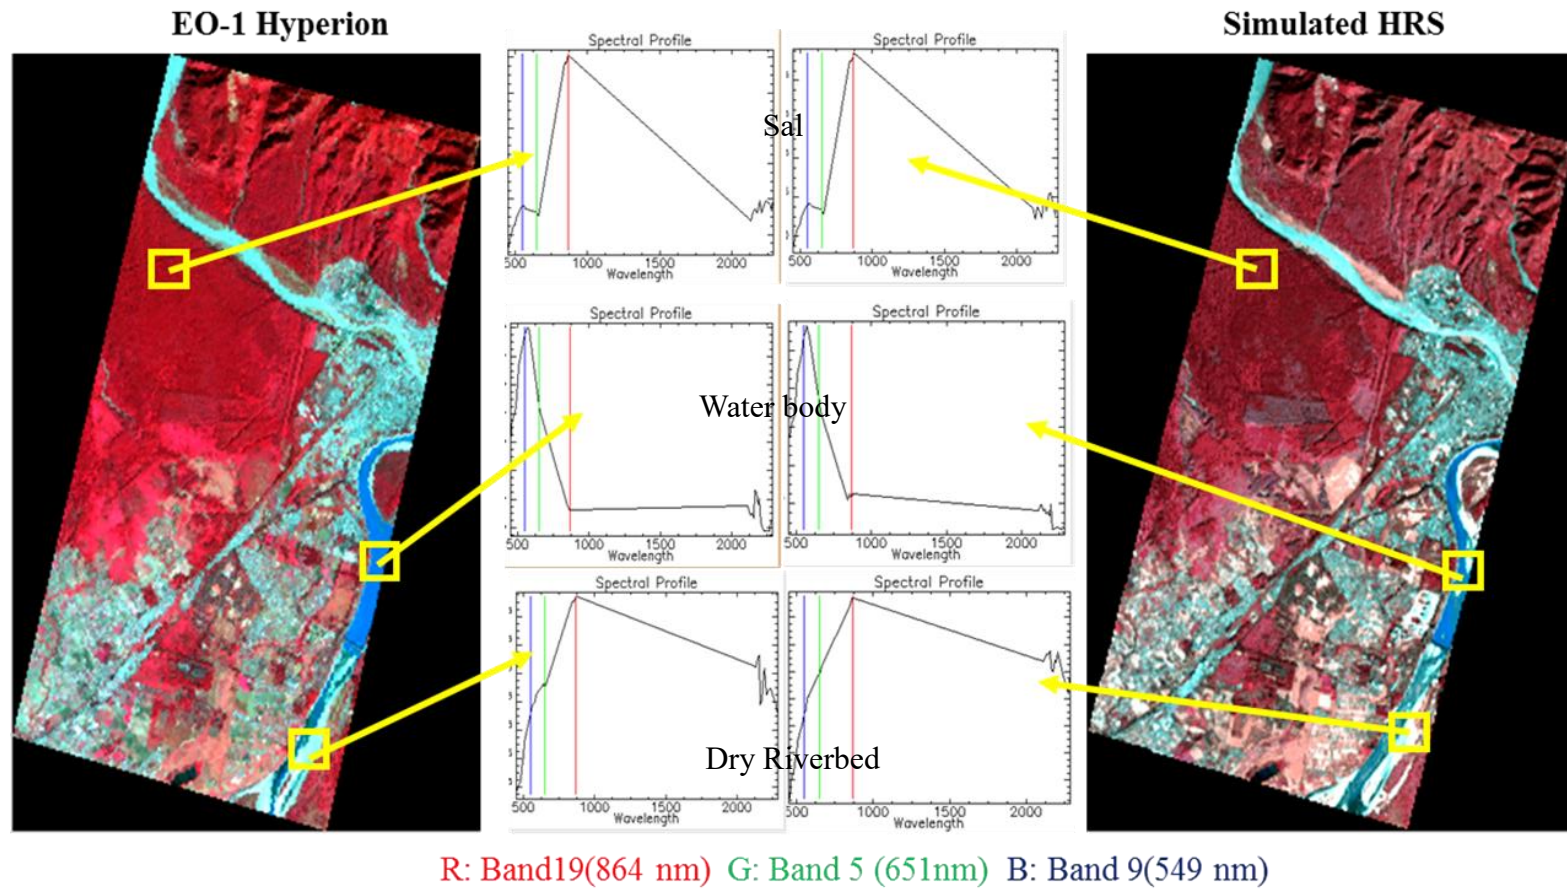 EO-1 Hyperion
Simulated HRS
Spectral Profile
Spectral Profile
Sal
500 1000 1500 2000
Wavelength
500 1000 1500 2000
Wavelength
Spectral Profile
Spectral Profile
Water body
500 1000 1500 2000
Wavelength
500 1000 1500 2000
Wavelength
Spectral Profile
Spectral Profile
Dry Riverbed
500 1000 1500 2000
Wavelength
500 1000 1500 2000
Wavelength
R: Band19(864 nm) G: Band 5 (651nm) B: Band 9(549 nm)